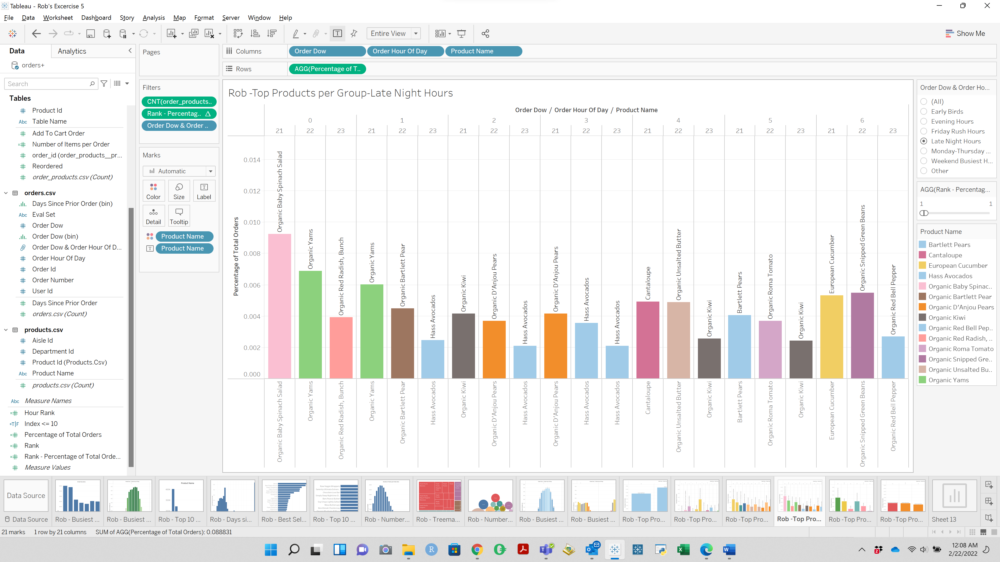 Tableau - Rob's Excercise 5
File Data Worksheet Dashboard Story Analysis Map Format Server Window Help
Entire View
Show Me
Data Analytics
orders+
Search
Tables
Product Id
Abc Table Name
Add To Cart Order
Number of Items per Order
order_id (order_products__pr...
Reordered
order_products.csv (Count)
orders.csv
Days Since Prior Order (bin)
Abc Eval Set
Order Dow
Order Dow (bin)
Order Dow & Order Hour Of D...
Order Hour Of Day
Order Id
Order Number
User Id
Days Since Prior Order
orders.csv (Count)
products.csv
Aisle Id
Department Id
Product Id (Products.Csv)
Abc Product Name
products.csv (Count)
Abc Measure Names
Hour Rank
=T|F Index <= 10
Percentage of Total Orders
Rank
Rank - Percentage of Total Orde...
Measure Values
Pages
Filters
CNT(order_products..
Rank - Percentag.. Δ
Order Dow & Order ..
Marks
Automatic
Color Size Label
Detail Tooltip
Product Name
Product Name
Columns Order Dow Order Hour Of Day Product Name
Rows AGG(Percentage of T..
Rob -Top Products per Group-Late Night Hours
Order Dow / Order Hour Of Day / Product Name
0 1 2 3 4 5 6
21 22 23 21 22 23 21 22 23 21 22 23 21 22 23 21 22 23 21 22 23
Percentage of Total Orders
0.014
0.012
0.010
0.008
0.006
0.004
0.002
0.000
Organic Baby Spinach Salad
Organic Yams
Organic Red Radish, Bunch
Organic Yams
Organic Bartlett Pear
Hass Avocados
Organic Kiwi
Organic D'Anjou Pears
Hass Avocados
Organic D'Anjou Pears
Hass Avocados
Hass Avocados
Cantaloupe
Organic Unsalted Butter
Organic Kiwi
Bartlett Pears
Organic Roma Tomato
Organic Kiwi
European Cucumber
Organic Snipped Green Beans
Organic Red Bell Pepper
Organic Baby Spinach Salad
Organic Yams
Organic Red Radish, Bunch
Organic Yams
Organic Bartlett Pear
Hass Avocados
Organic Kiwi
Organic D'Anjou Pears
Hass Avocados
Organic D'Anjou Pears
Hass Avocados
Hass Avocados
Cantaloupe
Organic Unsalted Butter
Organic Kiwi
Bartlett Pears
Organic Roma Tomato
Organic Kiwi
European Cucumber
Organic Snipped Green Beans
Organic Red Bell Pepper
Order Dow & Order Ho...
(All)
Early Birds
Evening Hours
Friday Rush Hours
Late Night Hours
Monday-Thursday ...
Weekend Busiest H...
Other
AGG(Rank - Percentag...
1 1
Product Name
Bartlett Pears
Cantaloupe
European Cucumber
Hass Avocados
Organic Baby Spinac..
Organic Bartlett Pear
Organic D'Anjou Pears
Organic Kiwi
Organic Red Bell Pep..
Organic Red Radish, ..
Organic Roma Tomato
Organic Snipped Gre..
Organic Unsalted Bu..
Organic Yams
Data Source
Product Name
Data Source Rob - Busiest ... Rob - Busiest ... Rob - Top 10 ... Rob - Days si... Rob - Best Sel... Rob - Top 10 ... Rob - Number... Rob - Treema... Rob - Number... Rob - Busiest ... Rob - Busiest ... Rob -Top Pro... Rob -Top Pro... Rob -Top Pro... Rob -Top Pro... Rob -Top Pro... Rob -Top Pro... Sheet 13
21 marks 1 row by 21 columns SUM of AGG(Percentage of Total Orders): 0.088831
12:08 AM
2/22/2022